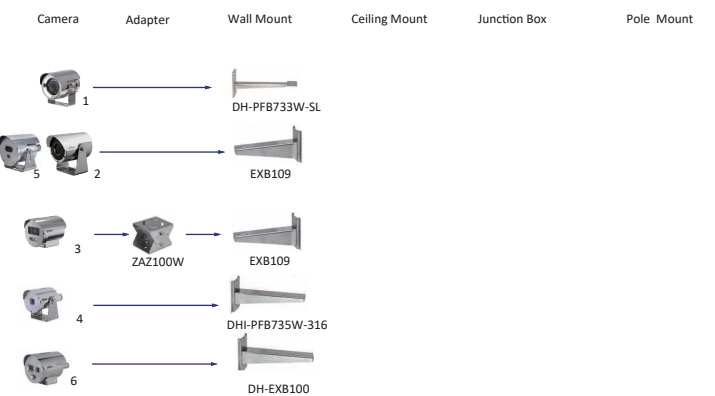 Camera Adapter Wall Mount Ceiling Mount Junction Box Pole Mount
1
DH-PFB733W-SL
5 2 EXB109
3
ZAZ100W EXB109
4
DHI-PFB735W-316
6
DH-EXB100